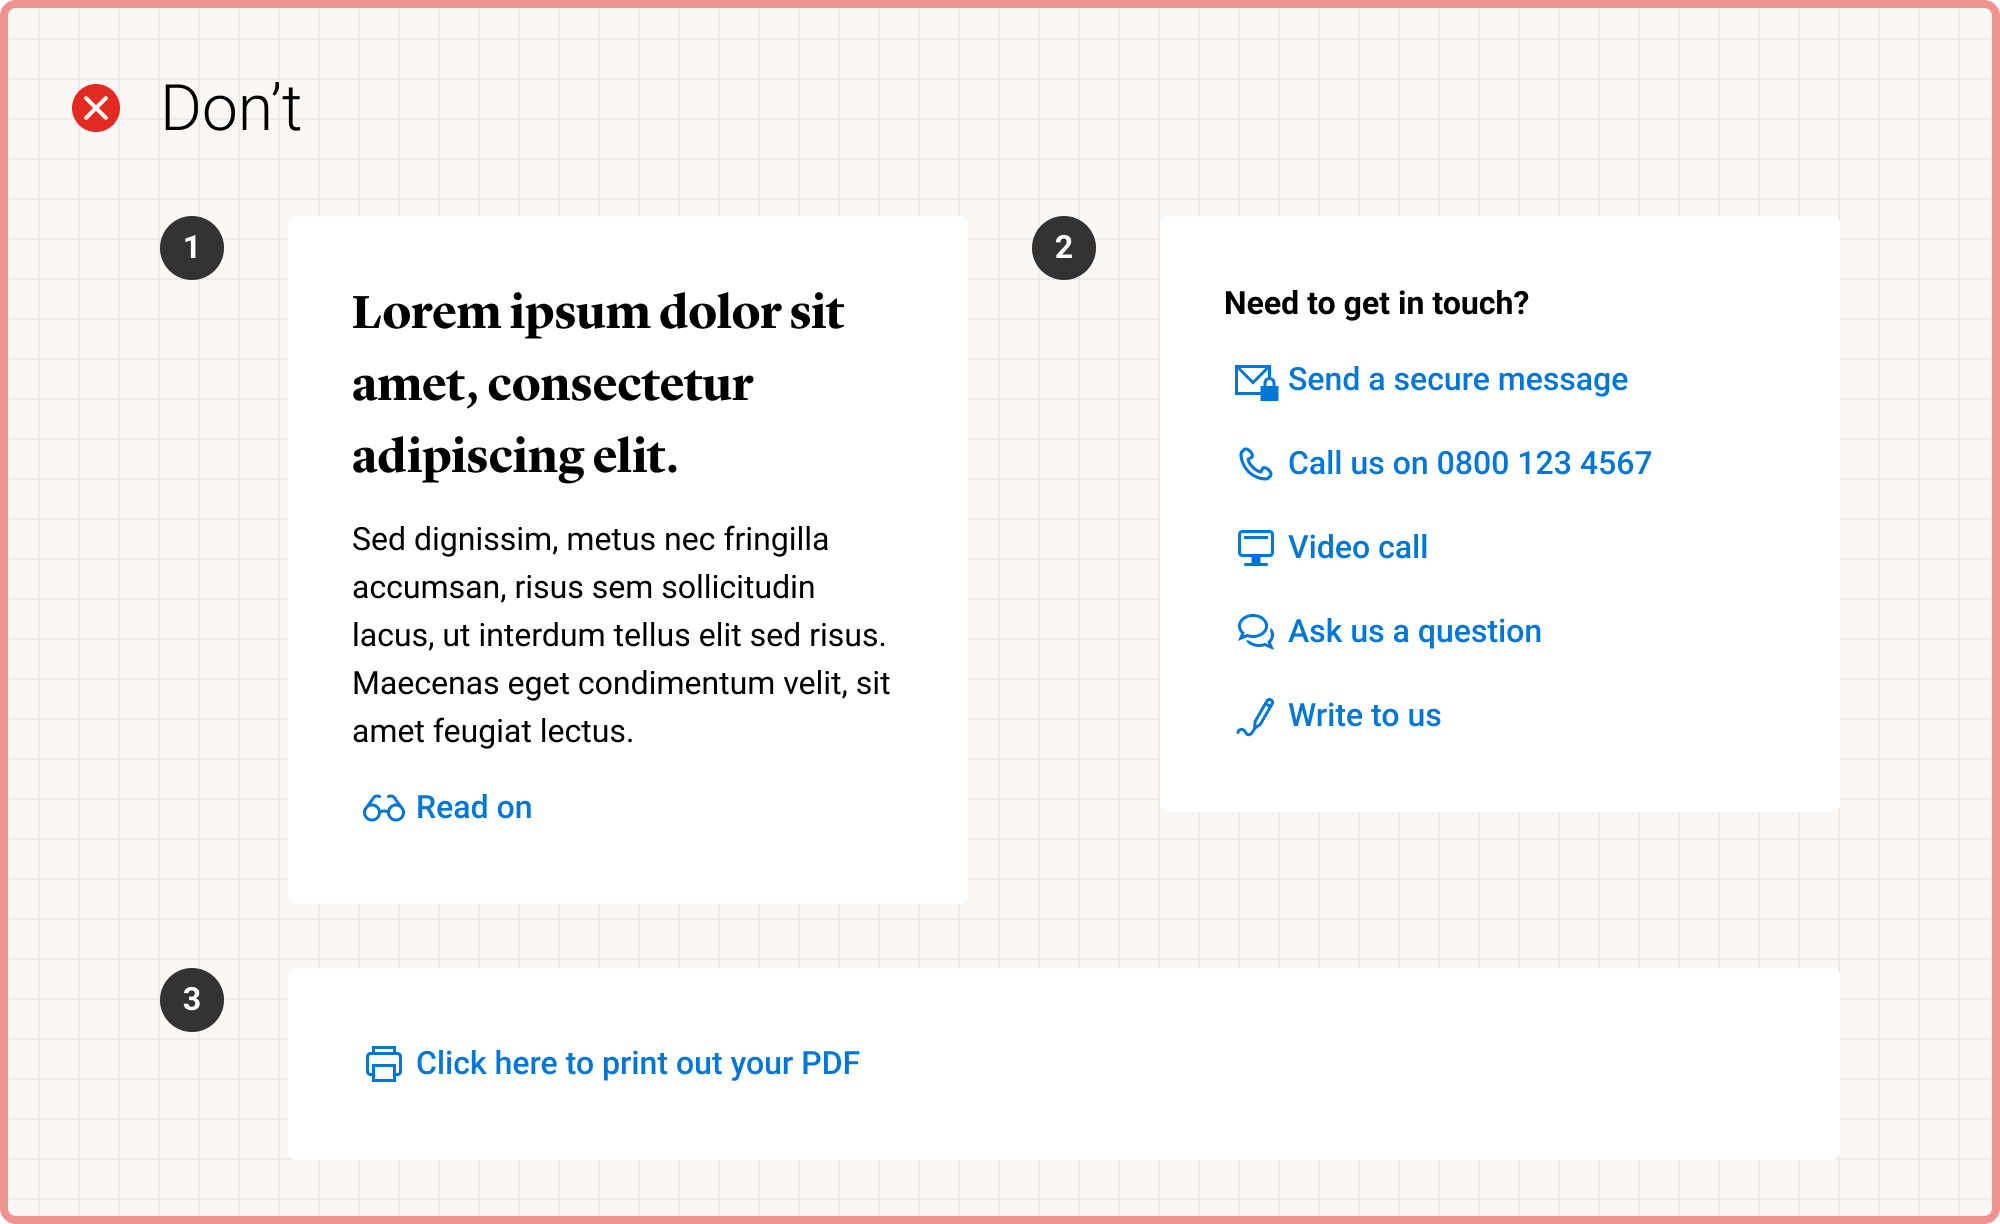 Don’t
1
Lorem ipsum dolor sit
amet, consectetur
adipiscing elit.
Sed dignissim, metus nec fringilla
accumsan, risus sem sollicitudin
lacus, ut interdum tellus elit sed risus.
Maecenas eget condimentum velit, sit
amet feugiat lectus.
Read on
2
Need to get in touch?
Send a secure message
Call us on 0800 123 4567
Video call
Ask us a question
Write to us
3
Click here to print out your PDF